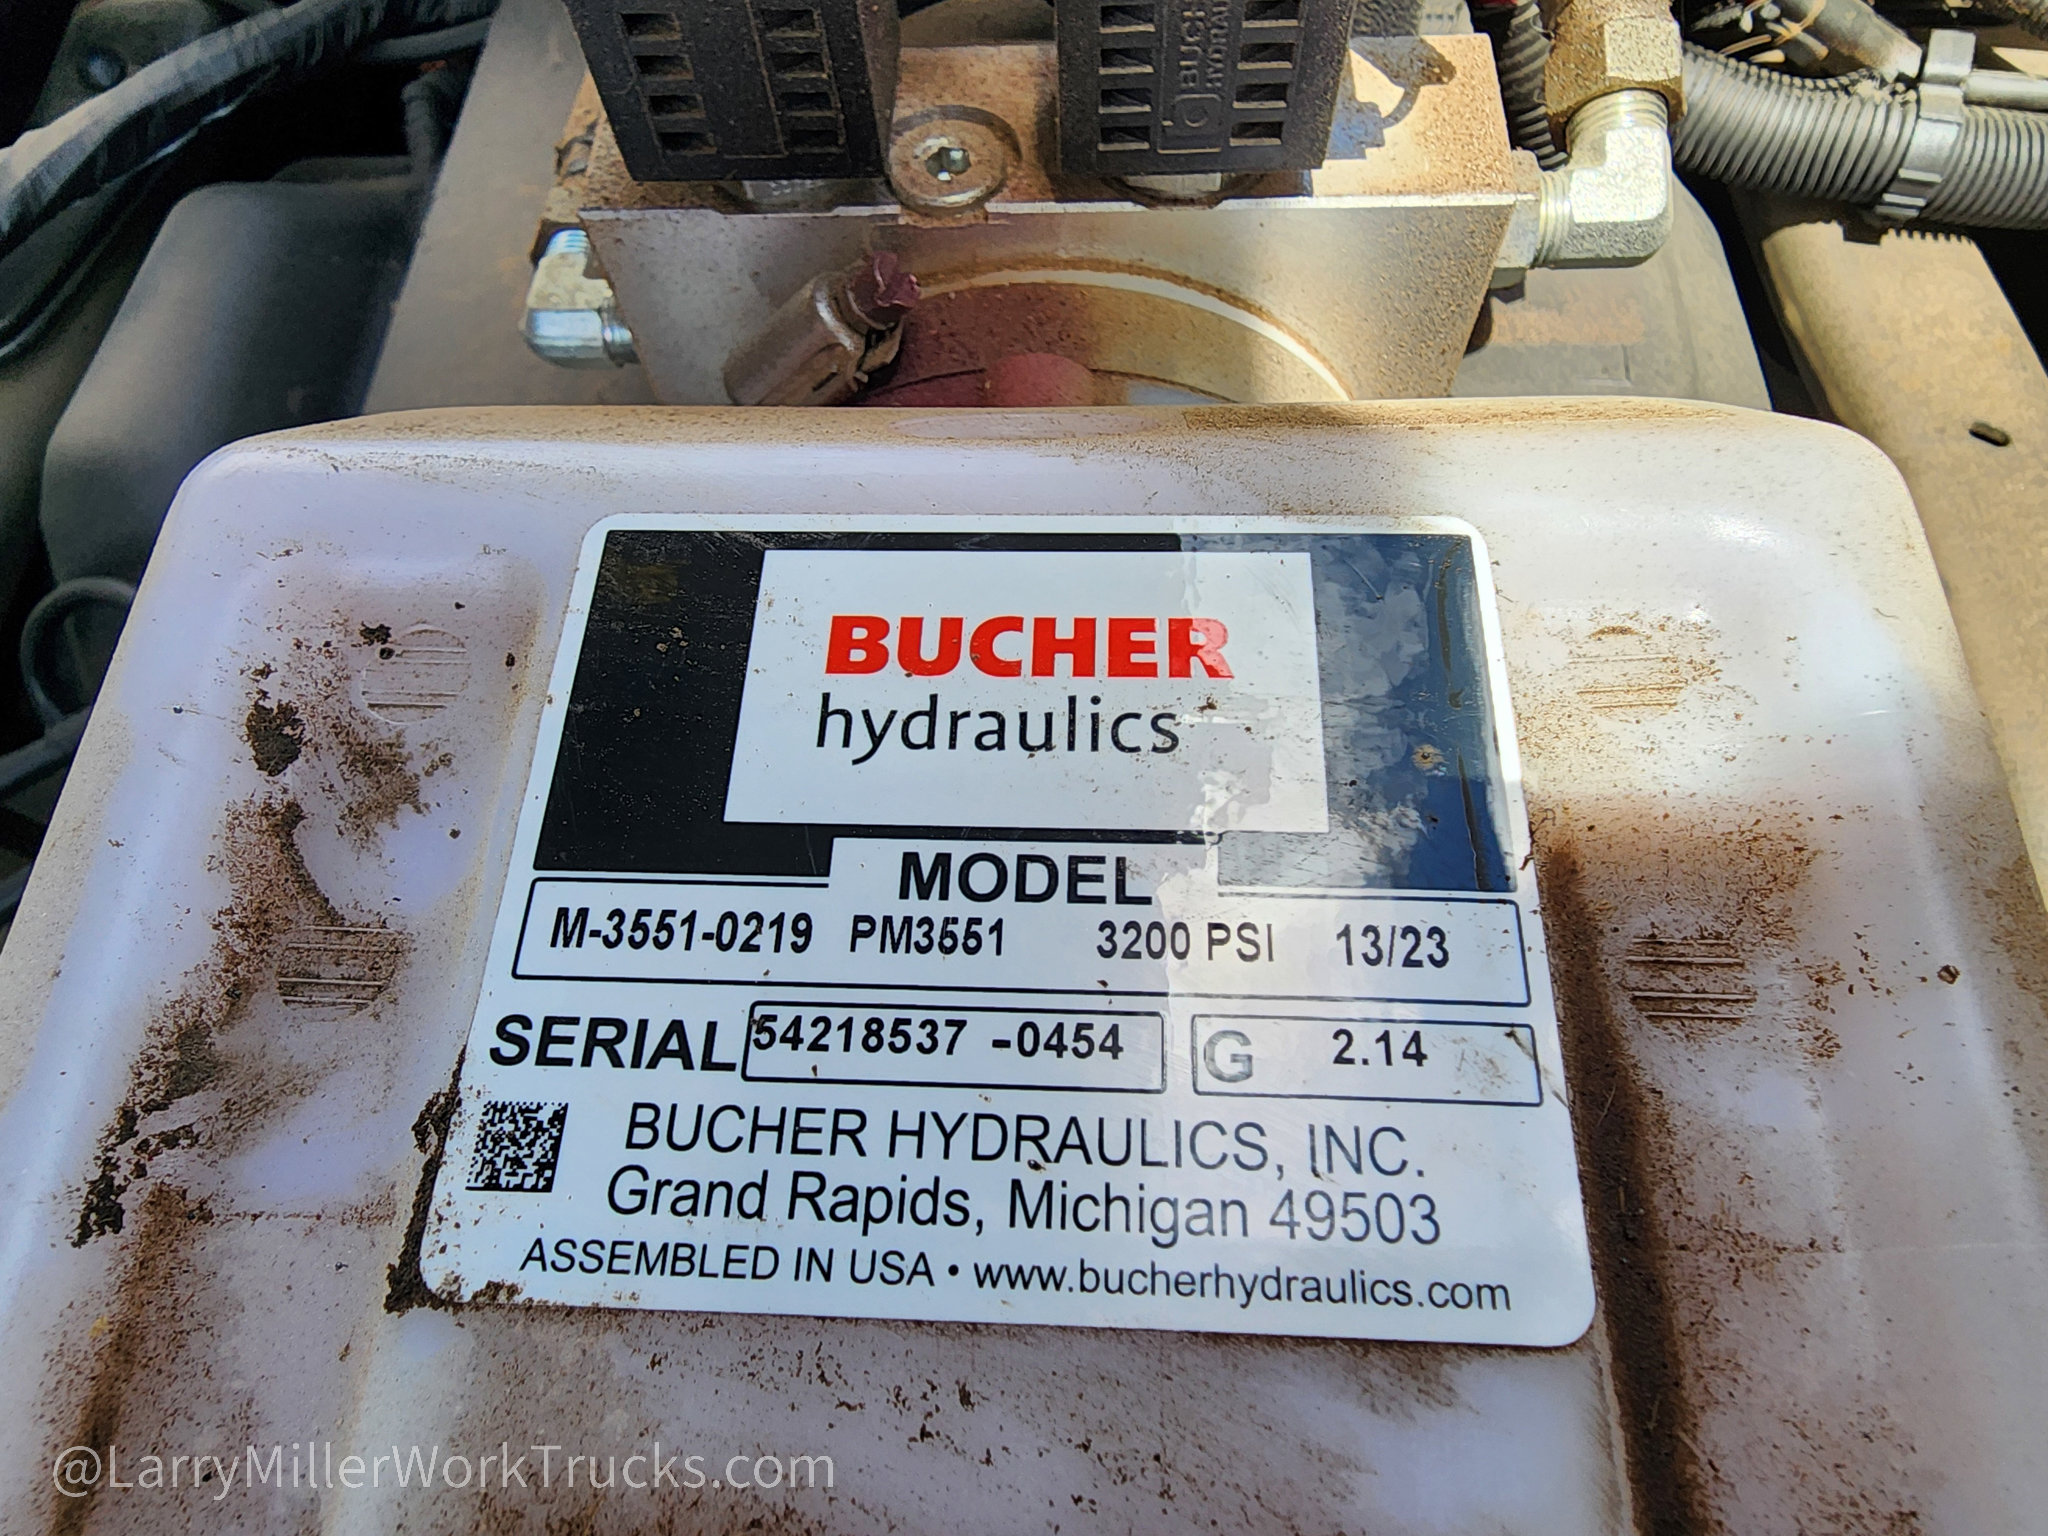 BUCHER
hydraulics
MODEL
M-3551-0219 PM3551 3200 PSI 13/23
SERIAL 54218537 -0454 G 2.14
BUCHER HYDRAULICS, INC.
Grand Rapids, Michigan 49503
ASSEMBLED IN USA • www.bucherhydraulics.com
@LarryMillerWorkTrucks.com